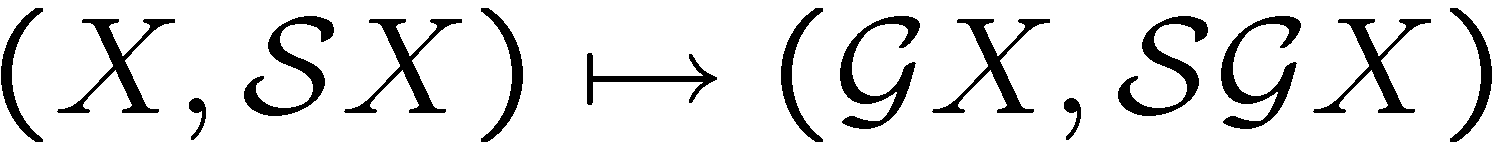 (X, 𝒮X) ⟼ (𝒢X, 𝒮𝒢X)